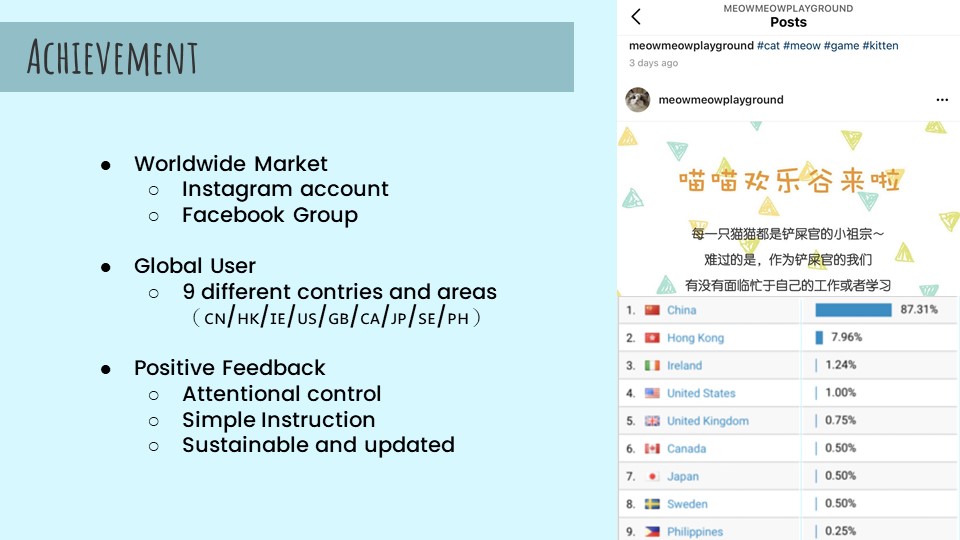 ACHIEVEMENT
● Worldwide Market
○ Instagram account
○ Facebook Group
● Global User
○ 9 different contries and areas
（CN/HK/IE/US/GB/CA/JP/SE/PH）
● Positive Feedback
○ Attentional control
○ Simple Instruction
○ Sustainable and updated
MEOWMEOWPLAYGROUND
Posts
meowmeowplayground #cat #meow #game #kitten
3 days ago
meowmeowplayground
喵喵欢乐谷来啦
每一只猫猫都是铲屎官的小祖宗～
难过的是，作为铲屎官的我们
有没有面临忙于自己的工作或者学习
1. China 87.31%
2. Hong Kong 7.96%
3. Ireland 1.24%
4. United States 1.00%
5. United Kingdom 0.75%
6. Canada 0.50%
7. Japan 0.50%
8. Sweden 0.50%
9. Philippines 0.25%